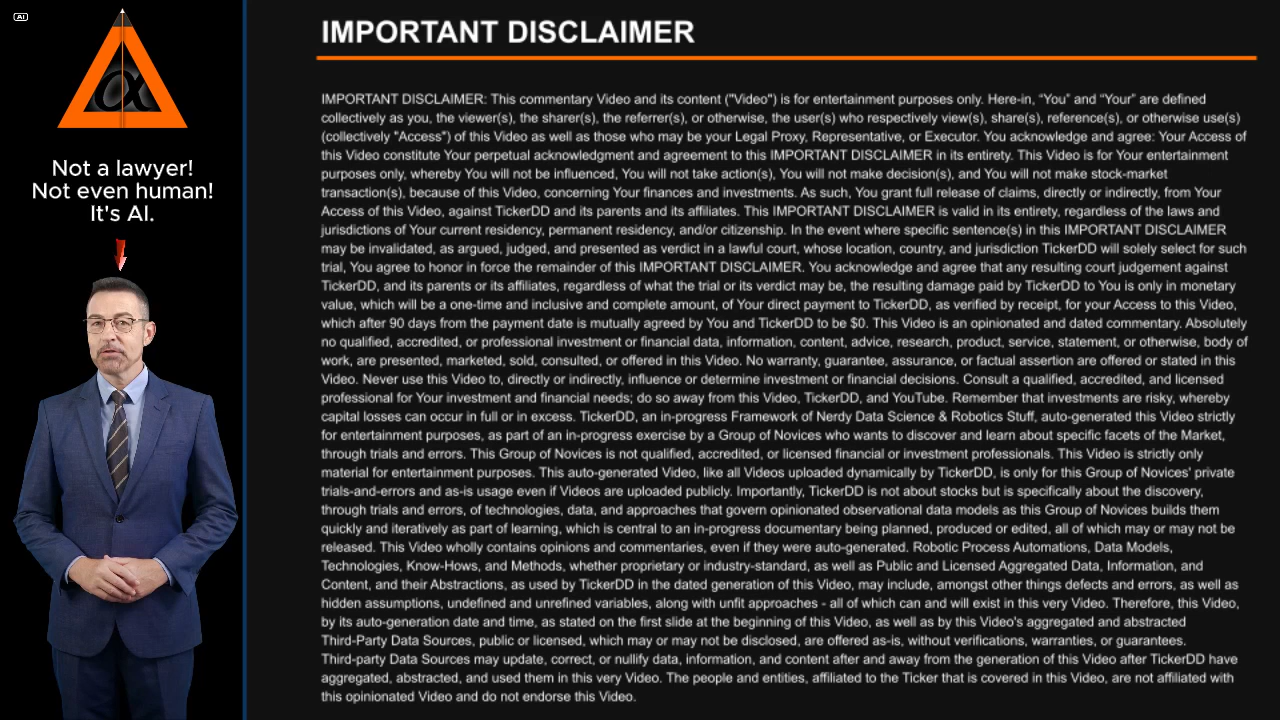 AI
α
Not a lawyer!
Not even human!
It's AI.
IMPORTANT DISCLAIMER
IMPORTANT DISCLAIMER: This commentary Video and its content ("Video") is for entertainment purposes only. Here-in, “You” and “Your” are defined
collectively as you, the viewer(s), the sharer(s), the referrer(s), or otherwise, the user(s) who respectively view(s), share(s), reference(s), or otherwise use(s)
(collectively "Access") of this Video as well as those who may be your Legal Proxy, Representative, or Executor. You acknowledge and agree: Your Access of
this Video constitute Your perpetual acknowledgment and agreement to this IMPORTANT DISCLAIMER in its entirety. This Video is for Your entertainment
purposes only, whereby You will not be influenced, You will not take action(s), You will not make decision(s), and You will not make stock-market
transaction(s), because of this Video, concerning Your finances and investments. As such, You grant full release of claims, directly or indirectly, from Your
Access of this Video, against TickerDD and its parents and its affiliates. This IMPORTANT DISCLAIMER is valid in its entirety, regardless of the laws and
jurisdictions of Your current residency, permanent residency, and/or citizenship. In the event where specific sentence(s) in this IMPORTANT DISCLAIMER
may be invalidated, as argued, judged, and presented as verdict in a lawful court, whose location, country, and jurisdiction TickerDD will solely select for such
trial, You agree to honor in force the remainder of this IMPORTANT DISCLAIMER. You acknowledge and agree that any resulting court judgement against
TickerDD, and its parents or its affiliates, regardless of what the trial or its verdict may be, the resulting damage paid by TickerDD to You is only in monetary
value, which will be a one-time and inclusive and complete amount, of Your direct payment to TickerDD, as verified by receipt, for your Access to this Video,
which after 90 days from the payment date is mutually agreed by You and TickerDD to be $0. This Video is an opinionated and dated commentary. Absolutely
no qualified, accredited, or professional investment or financial data, information, content, advice, research, product, service, statement, or otherwise, body of
work, are presented, marketed, sold, consulted, or offered in this Video. No warranty, guarantee, assurance, or factual assertion are offered or stated in this
Video. Never use this Video to, directly or indirectly, influence or determine investment or financial decisions. Consult a qualified, accredited, and licensed
professional for Your investment and financial needs; do so away from this Video, TickerDD, and YouTube. Remember that investments are risky, whereby
capital losses can occur in full or in excess. TickerDD, an in-progress Framework of Nerdy Data Science & Robotics Stuff, auto-generated this Video strictly
for entertainment purposes, as part of an in-progress exercise by a Group of Novices who wants to discover and learn about specific facets of the Market,
through trials and errors. This Group of Novices is not qualified, accredited, or licensed financial or investment professionals. This Video is strictly only
material for entertainment purposes. This auto-generated Video, like all Videos uploaded dynamically by TickerDD, is only for this Group of Novices' private
trials-and-errors and as-is usage even if Videos are uploaded publicly. Importantly, TickerDD is not about stocks but is specifically about the discovery,
through trials and errors, of technologies, data, and approaches that govern opinionated observational data models as this Group of Novices builds them
quickly and iteratively as part of learning, which is central to an in-progress documentary being planned, produced or edited, all of which may or may not be
released. This Video wholly contains opinions and commentaries, even if they were auto-generated. Robotic Process Automations, Data Models,
Technologies, Know-Hows, and Methods, whether proprietary or industry-standard, as well as Public and Licensed Aggregated Data, Information, and
Content, and their Abstractions, as used by TickerDD in the dated generation of this Video, may include, amongst other things defects and errors, as well as
hidden assumptions, undefined and unrefined variables, along with unfit approaches - all of which can and will exist in this very Video. Therefore, this Video,
by its auto-generation date and time, as stated on the first slide at the beginning of this Video, as well as by this Video's aggregated and abstracted
Third-Party Data Sources, public or licensed, which may or may not be disclosed, are offered as-is, without verifications, warranties, or guarantees.
Third-party Data Sources may update, correct, or nullify data, information, and content after and away from the generation of this Video after TickerDD have
aggregated, abstracted, and used them in this very Video. The people and entities, affiliated to the Ticker that is covered in this Video, are not affiliated with
this opinionated Video and do not endorse this Video.